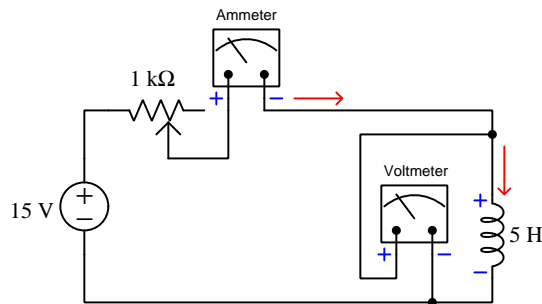 Ammeter
1 kΩ
+ −
Voltmeter
+
15 V
+
−
+ −
5 H
−